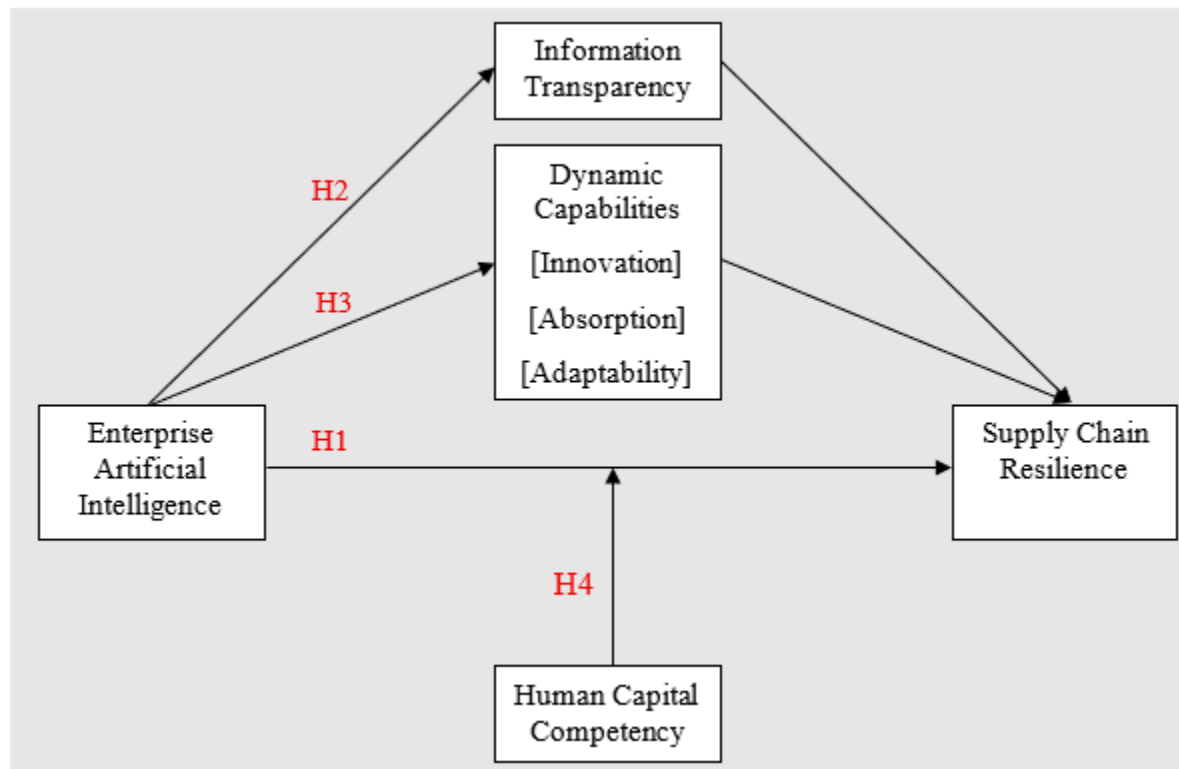 Information
Transparency
H2
Dynamic
Capabilities
[Innovation]
[Absorption]
[Adaptability]
H3
Enterprise
Artificial
Intelligence
H1
Supply Chain
Resilience
H4
Human Capital
Competency